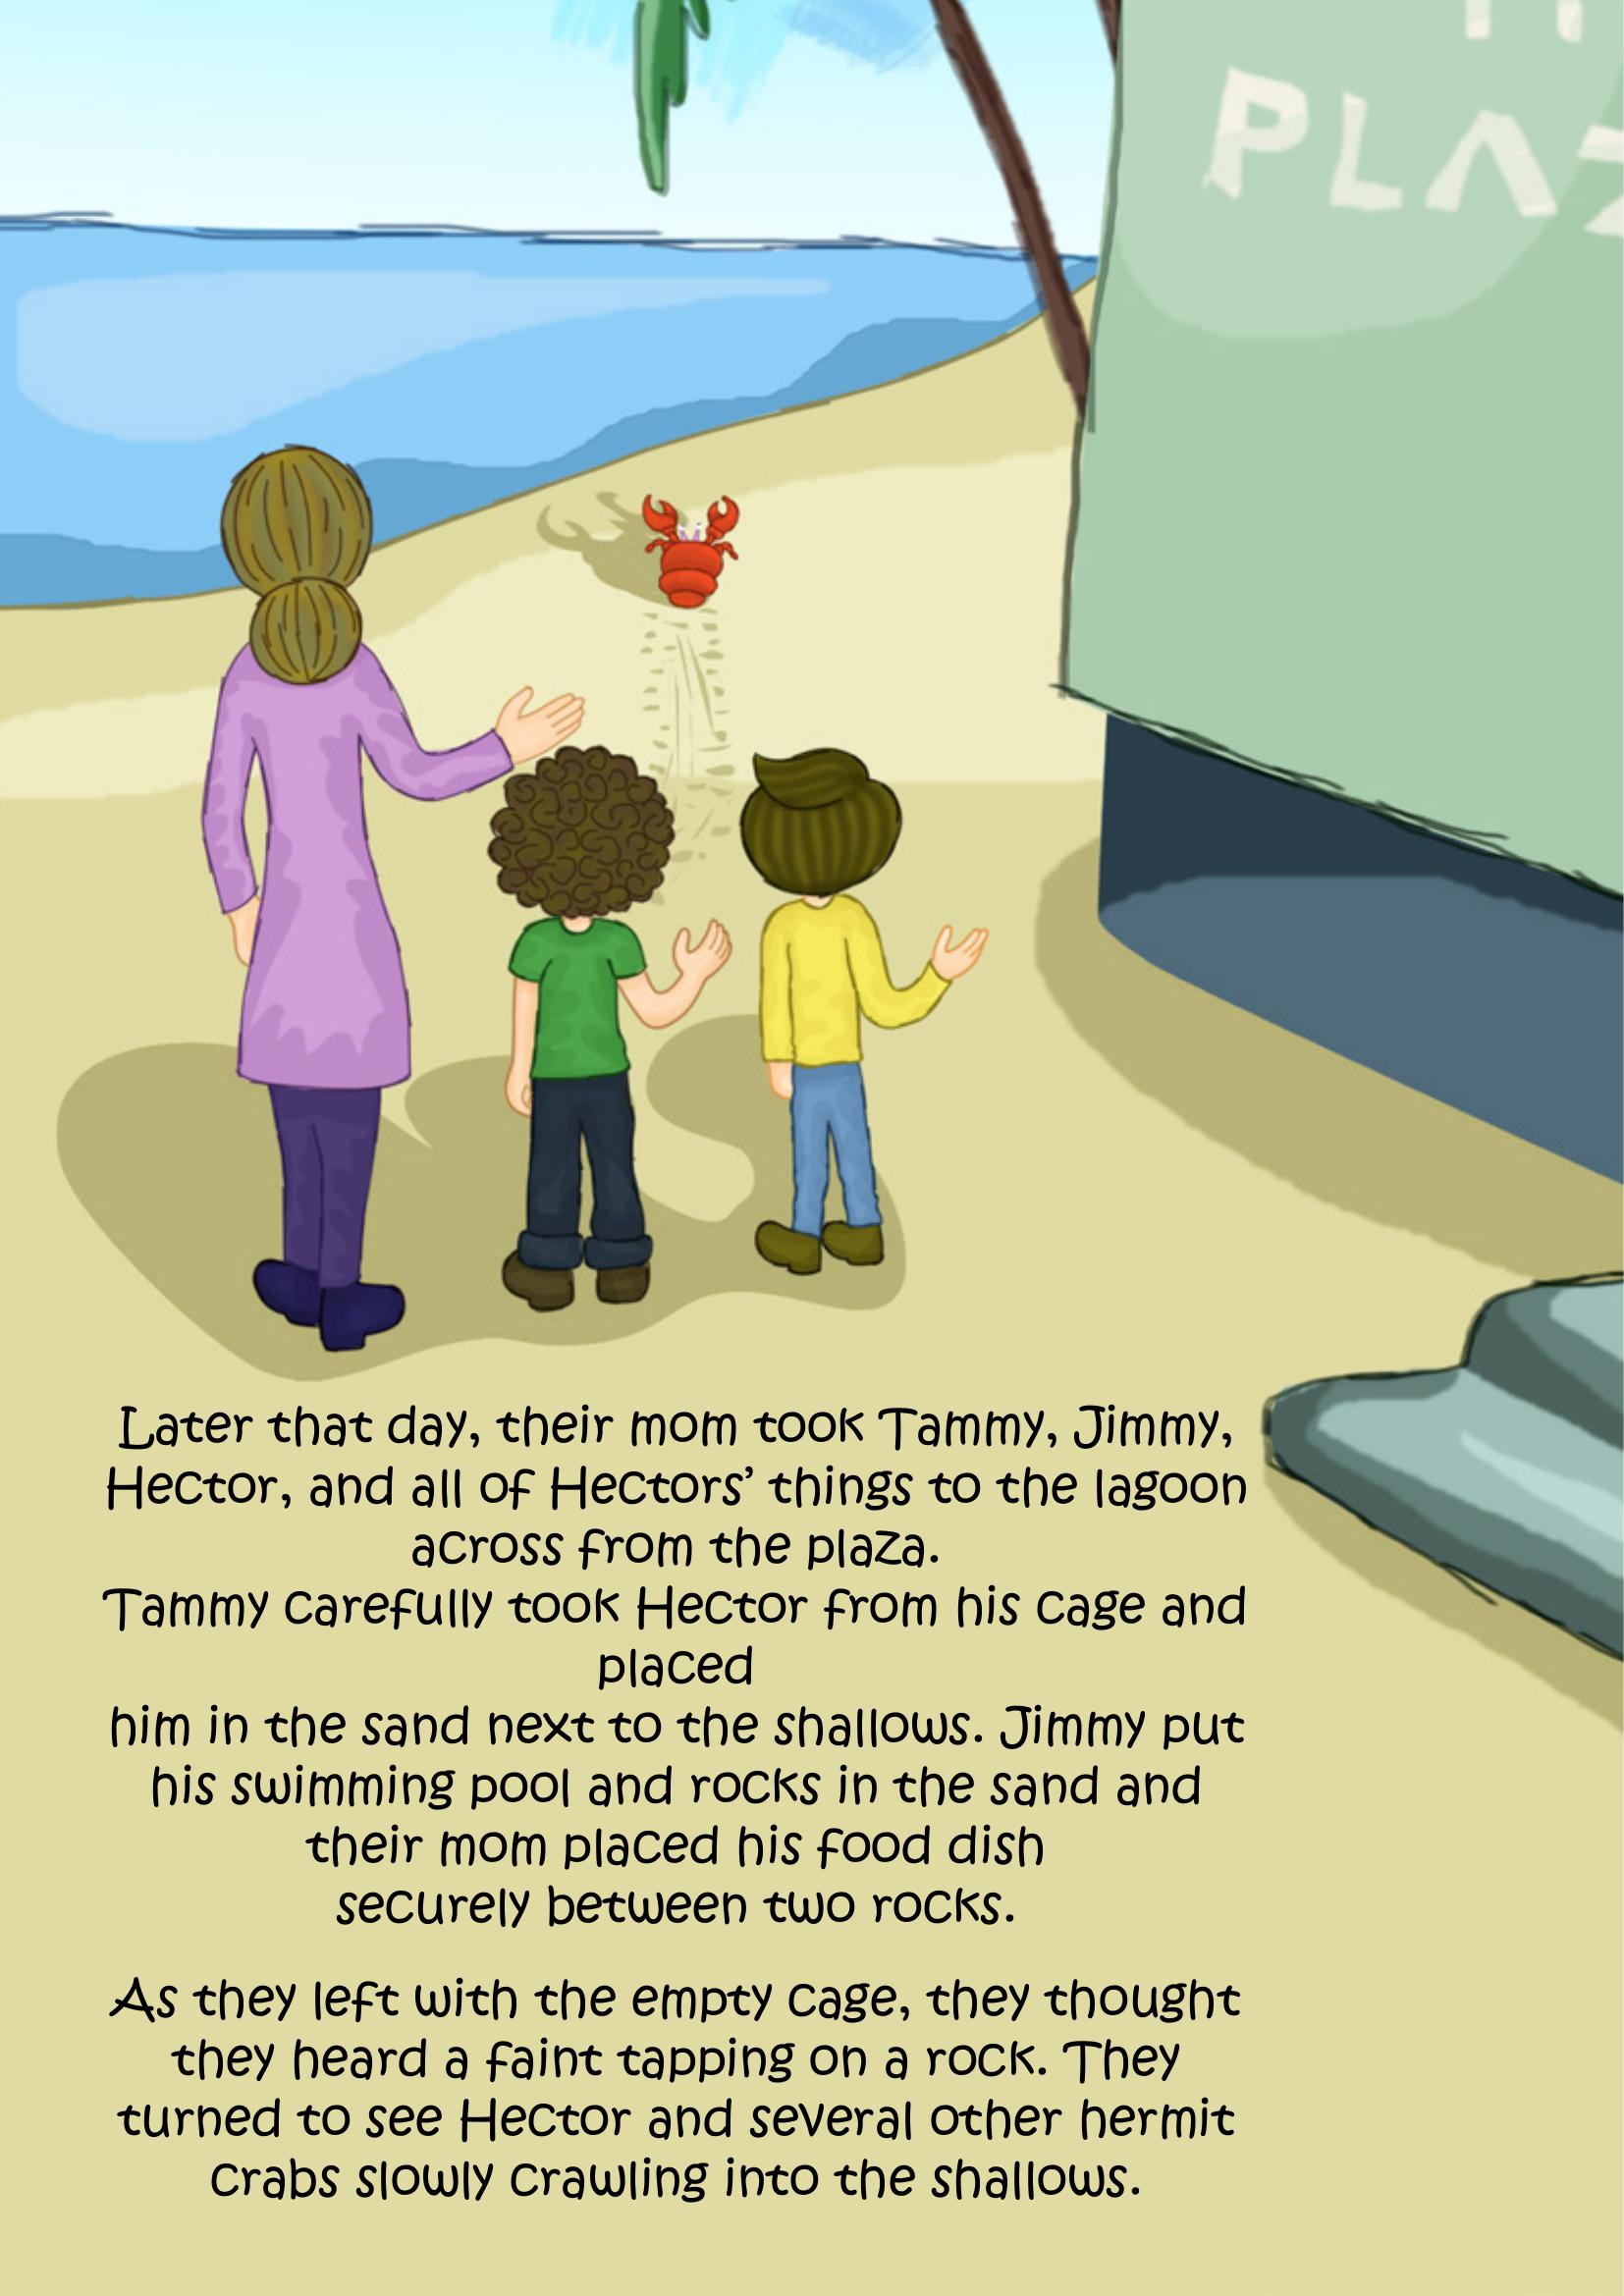 PLAZ
Later that day, their mom took Tammy, Jimmy,
Hector, and all of Hectors’ things to the lagoon
across from the plaza.
Tammy carefully took Hector from his cage and
placed
him in the sand next to the shallows. Jimmy put
his swimming pool and rocks in the sand and
their mom placed his food dish
securely between two rocks.
As they left with the empty cage, they thought
they heard a faint tapping on a rock. They
turned to see Hector and several other hermit
crabs slowly crawling into the shallows.